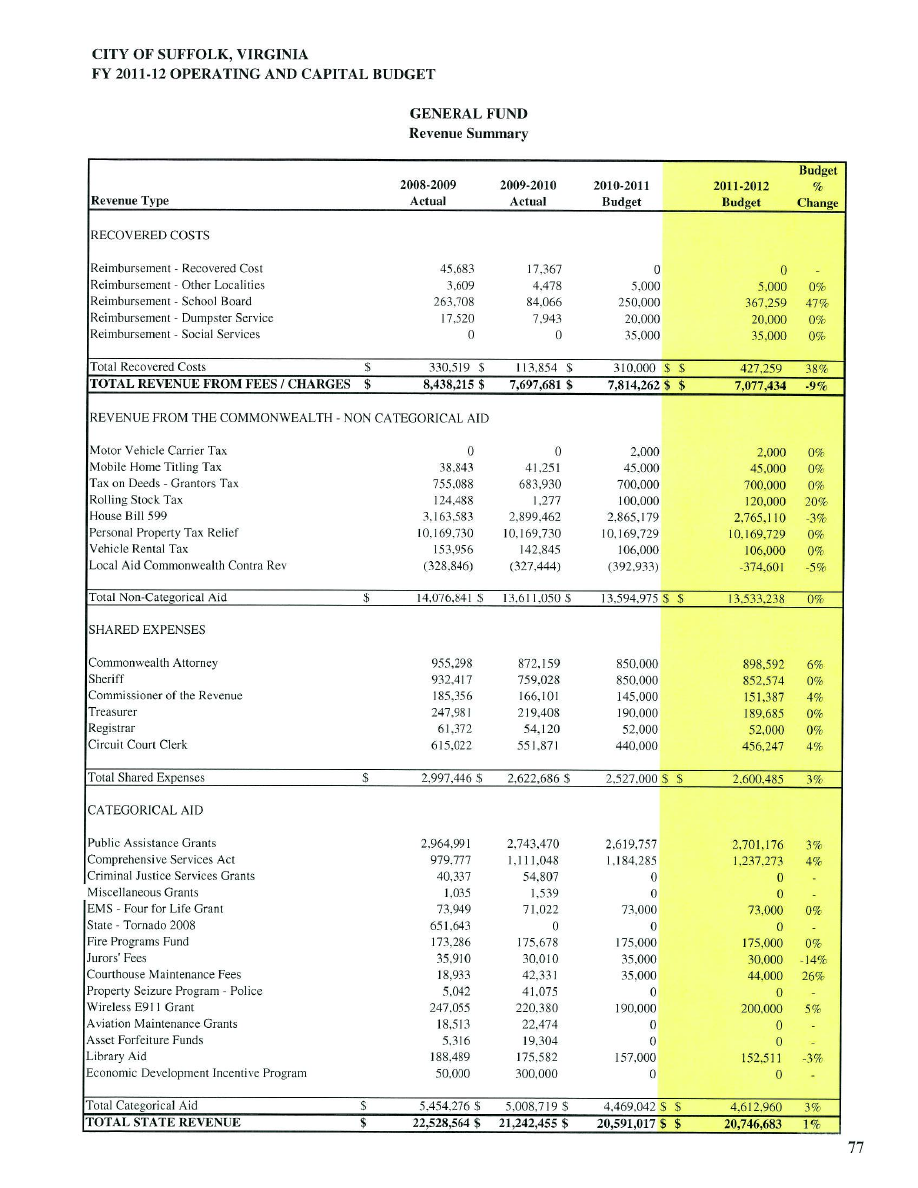 CITY OF SUFFOLK, VIRGINIA
FY 2011-12 OPERATING AND CAPITAL BUDGET
GENERAL FUND
Revenue Summary
Budget
2008-2009 2009-2010 2010-2011 2011-2012 %
Revenue Type Actual Actual Budget Budget Change
RECOVERED COSTS
Reimbursement - Recovered Cost 45,683 17,367 0 0 -
Reimbursement - Other Localities 3,609 4,478 5,000 5,000 0%
Reimbursement - School Board 263,708 84,066 250,000 367,259 47%
Reimbursement - Dumpster Service 17,520 7,943 20,000 20,000 0%
Reimbursement - Social Services 0 0 35,000 35,000 0%
Total Recovered Costs $ 330,519 $ 113,854 $ 310,000 $ $ 427,259 38%
TOTAL REVENUE FROM FEES / CHARGES $ 8,438,215 $ 7,697,681 $ 7,814,262 $ $ 7,077,434 -9%
REVENUE FROM THE COMMONWEALTH - NON CATEGORICAL AID
Motor Vehicle Carrier Tax 0 0 2,000 2,000 0%
Mobile Home Titling Tax 38,843 41,251 45,000 45,000 0%
Tax on Deeds - Grantors Tax 755,088 683,930 700,000 700,000 0%
Rolling Stock Tax 124,488 1,277 100,000 120,000 20%
House Bill 599 3,163,583 2,899,462 2,865,179 2,765,110 -3%
Personal Property Tax Relief 10,169,730 10,169,730 10,169,729 10,169,729 0%
Vehicle Rental Tax 153,956 142,845 106,000 106,000 0%
Local Aid Commonwealth Contra Rev (328,846) (327,444) (392,933) -374,601 -5%
Total Non-Categorical Aid $ 14,076,841 $ 13,611,050 $ 13,594,975 $ $ 13,533,238 0%
SHARED EXPENSES
Commonwealth Attorney 955,298 872,159 850,000 898,592 6%
Sheriff 932,417 759,028 850,000 852,574 0%
Commissioner of the Revenue 185,356 166,101 145,000 151,387 4%
Treasurer 247,981 219,408 190,000 189,685 0%
Registrar 61,372 54,120 52,000 52,000 0%
Circuit Court Clerk 615,022 551,871 440,000 456,247 4%
Total Shared Expenses $ 2,997,446 $ 2,622,686 $ 2,527,000 $ $ 2,600,485 3%
CATEGORICAL AID
Public Assistance Grants 2,964,991 2,743,470 2,619,757 2,701,176 3%
Comprehensive Services Act 979,777 1,111,048 1,184,285 1,237,273 4%
Criminal Justice Services Grants 40,337 54,807 0 0 -
Miscellaneous Grants 1,035 1,539 0 0 -
EMS - Four for Life Grant 73,949 71,022 73,000 73,000 0%
State - Tornado 2008 651,643 0 0 0 -
Fire Programs Fund 173,286 175,678 175,000 175,000 0%
Jurors' Fees 35,910 30,010 35,000 30,000 -14%
Courthouse Maintenance Fees 18,933 42,331 35,000 44,000 26%
Property Seizure Program - Police 5,042 41,075 0 0 -
Wireless E911 Grant 247,055 220,380 190,000 200,000 5%
Aviation Maintenance Grants 18,513 22,474 0 0 -
Asset Forfeiture Funds 5,316 19,304 0 0 -
Library Aid 188,489 175,582 157,000 152,511 -3%
Economic Development Incentive Program 50,000 300,000 0 0 -
Total Categorical Aid $ 5,454,276 $ 5,008,719 $ 4,469,042 $ $ 4,612,960 3%
TOTAL STATE REVENUE $ 22,528,564 $ 21,242,455 $ 20,591,017 $ $ 20,746,683 1%
77